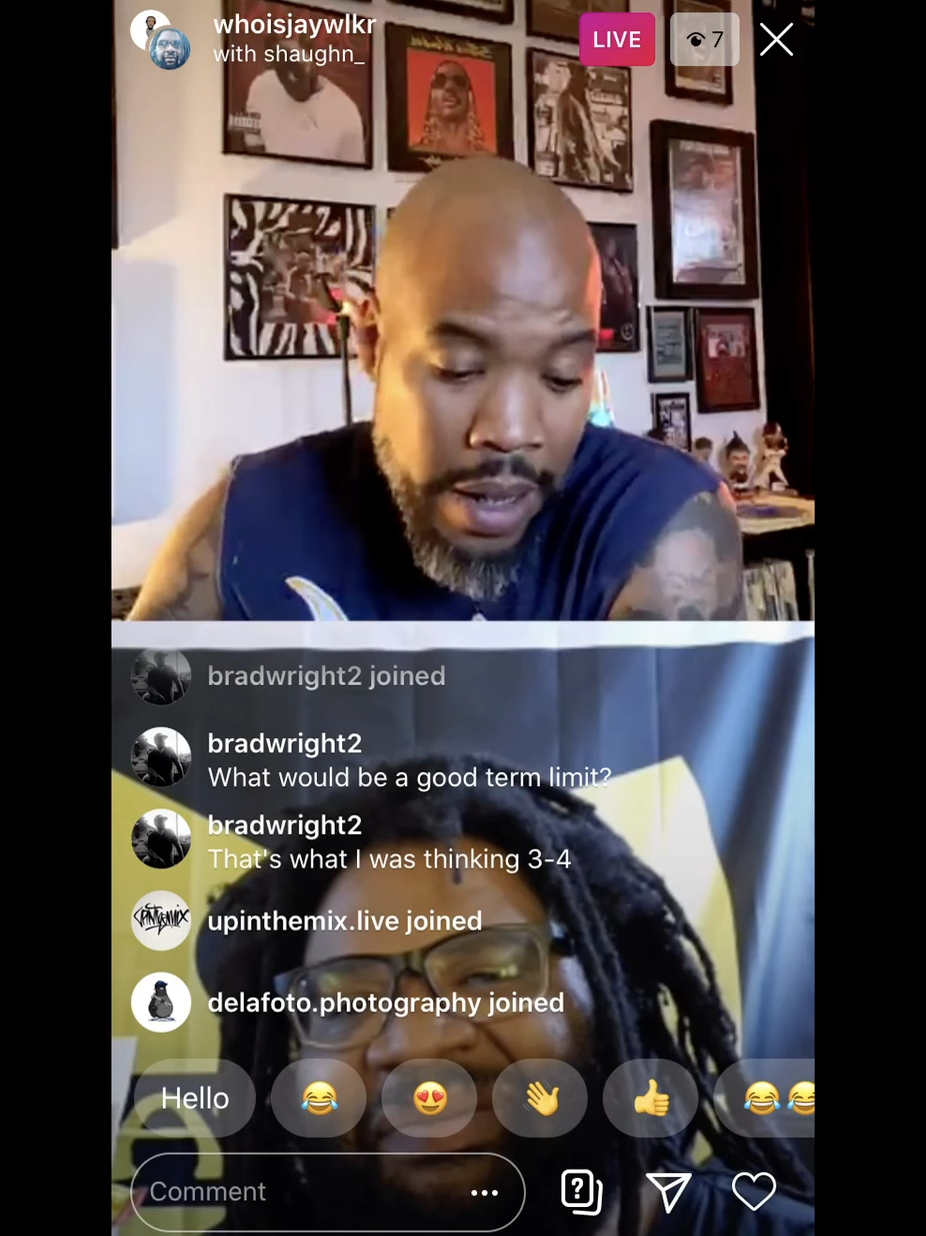 whoisjaywlkr
with shaughn_
LIVE
7
bradwright2 joined
bradwright2
What would be a good term limit?
bradwright2
That's what I was thinking 3-4
upinthemix.live joined
delafoto.photography joined
Hello
Comment